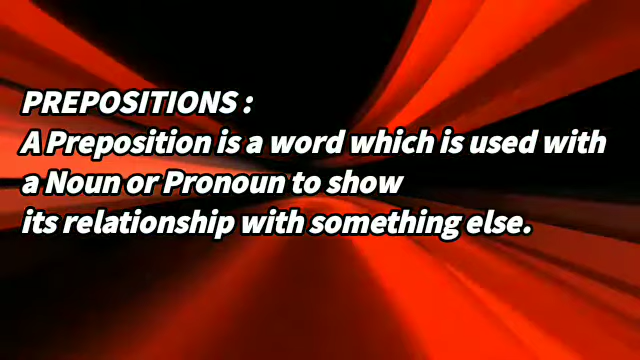 PREPOSITIONS :
A Preposition is a word which is used with
a Noun or Pronoun to show
its relationship with something else.